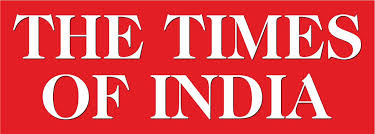 THE TIMES
OF INDIA